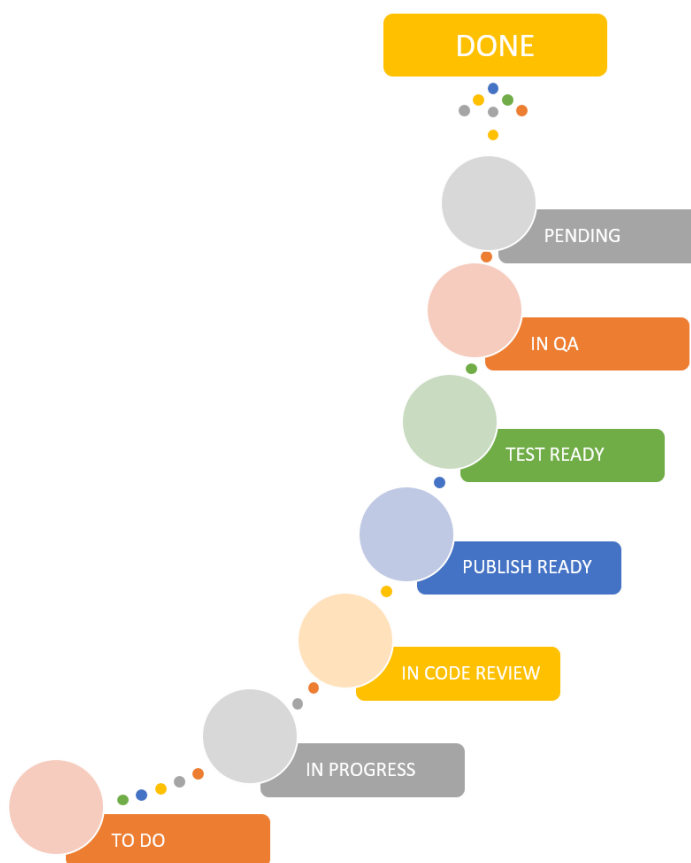 DONE
PENDING
IN QA
TEST READY
PUBLISH READY
IN CODE REVIEW
IN PROGRESS
TO DO